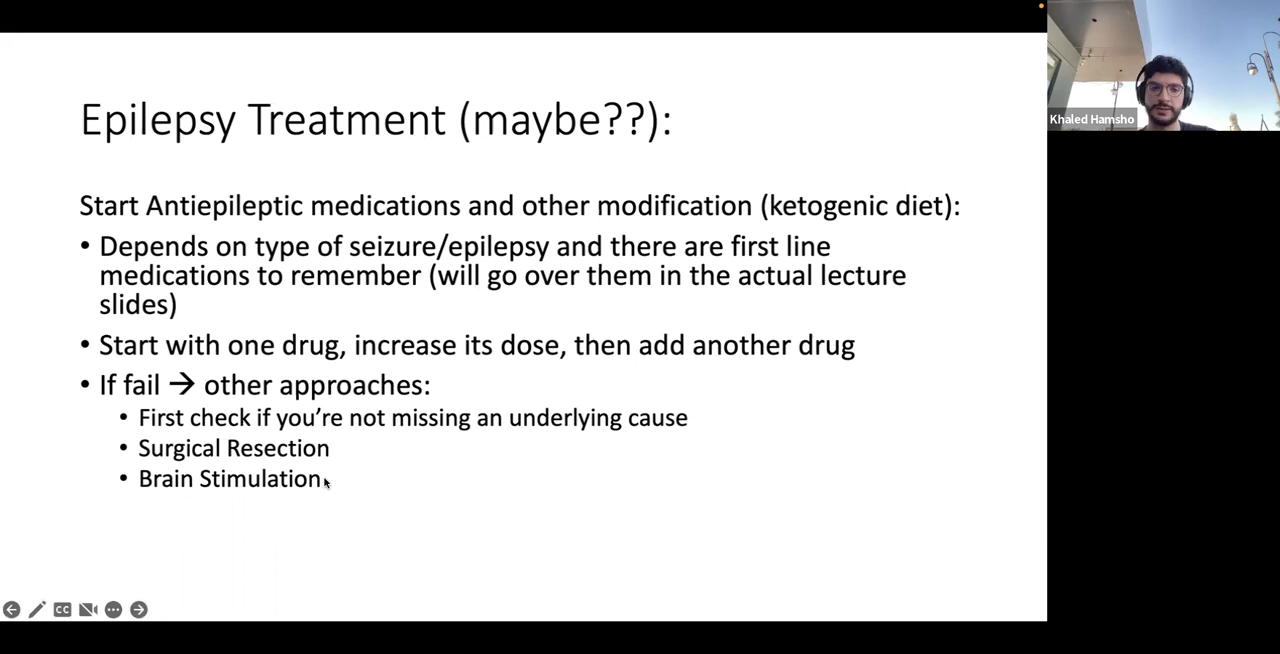 Epilepsy Treatment (maybe??):
Start Antiepileptic medications and other modification (ketogenic diet):
• Depends on type of seizure/epilepsy and there are first line
medications to remember (will go over them in the actual lecture
slides)
• Start with one drug, increase its dose, then add another drug
• If fail → other approaches:
• First check if you’re not missing an underlying cause
• Surgical Resection
• Brain Stimulation
Khaled Hamsho
CC